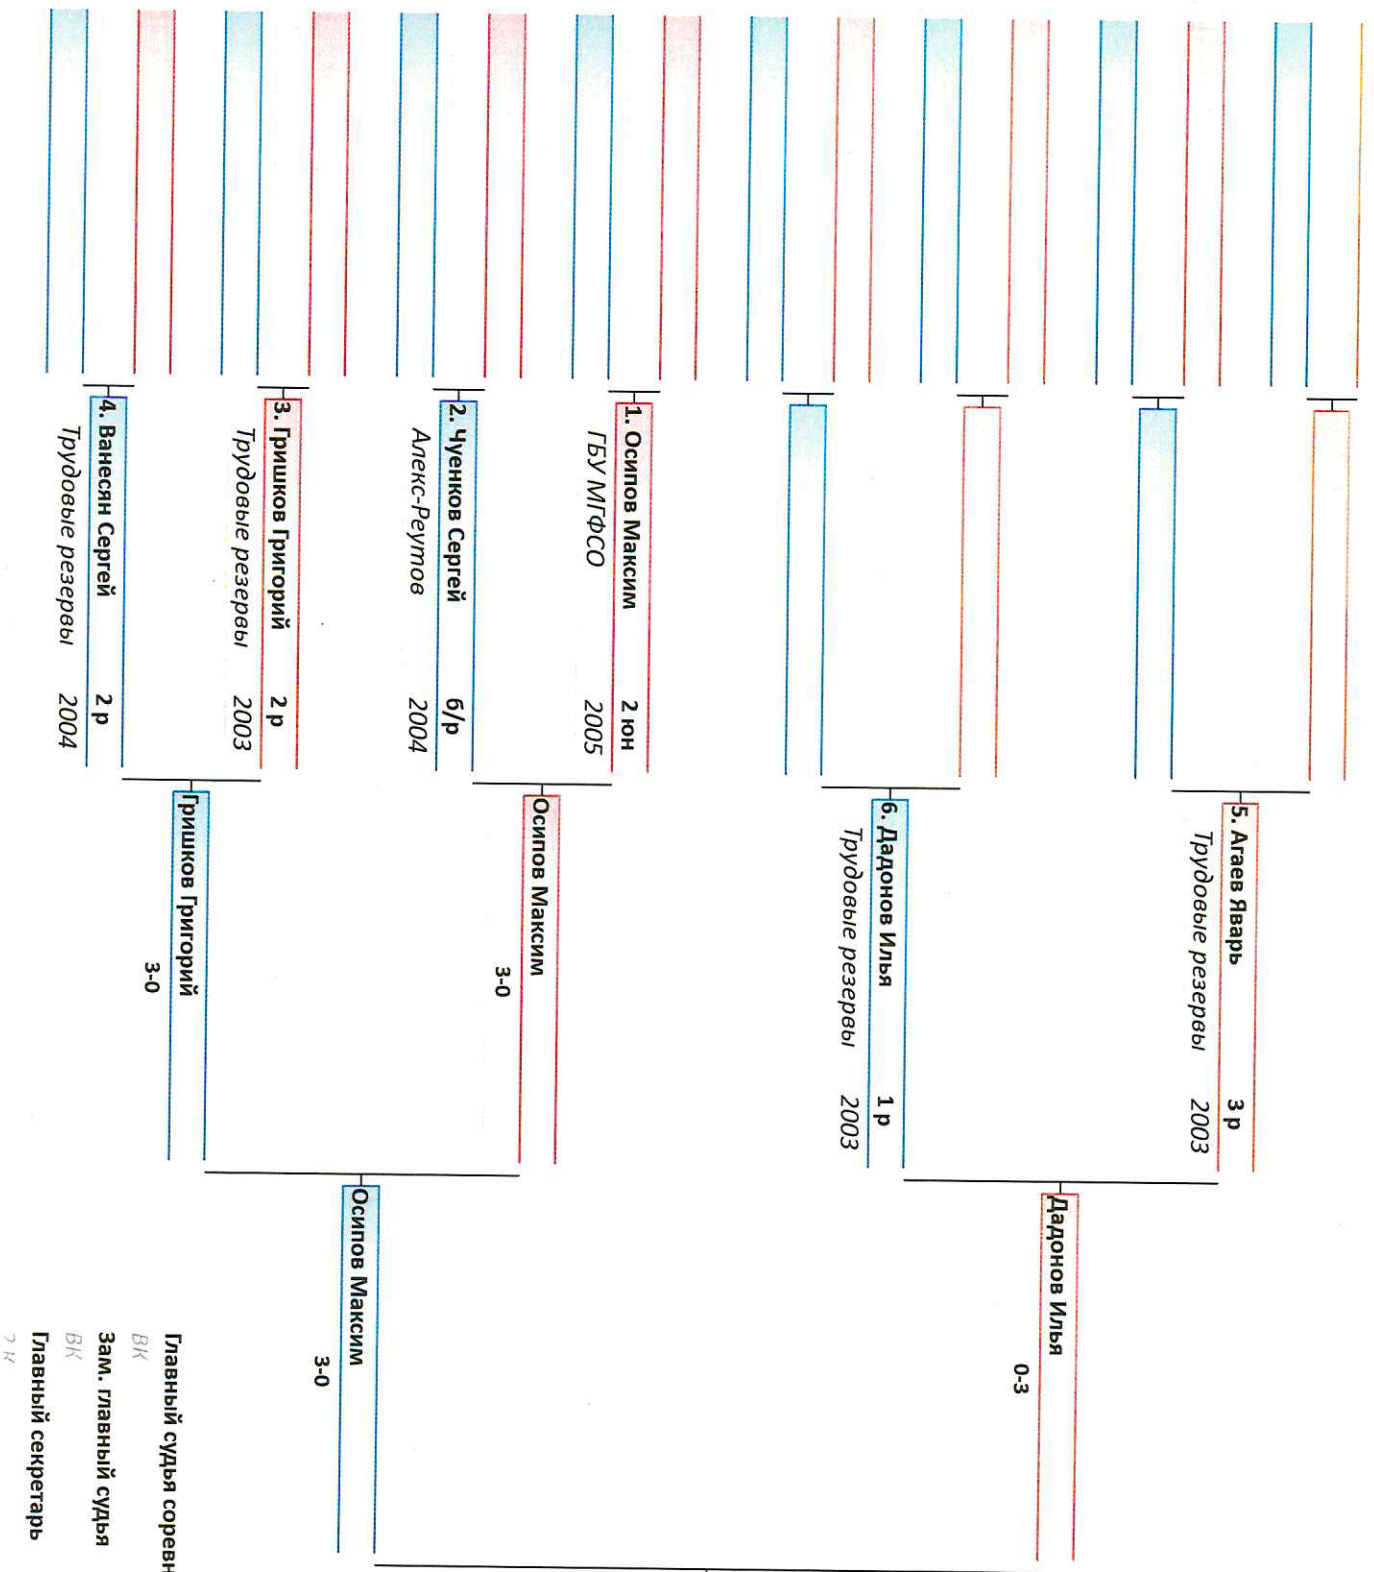 5. Агаев Яварь 3 р
Трудовые резервы 2003
6. Дадонов Илья 1 р
Трудовые резервы 2003
Дадонов Илья
0-3
1. Осипов Максим 2 юн
ГБУ МГФСО 2005
2. Чуенков Сергей б/р
Алекс-Реутов 2004
Осипов Максим
3-0
3. Гришков Григорий 2 р
Трудовые резервы 2003
4. Ванесян Сергей 2 р
Трудовые резервы 2004
Гришков Григорий
3-0
Осипов Максим
3-0
Главный судья соревн
ВК
Зам. главный судья
ВК
Главный секретарь